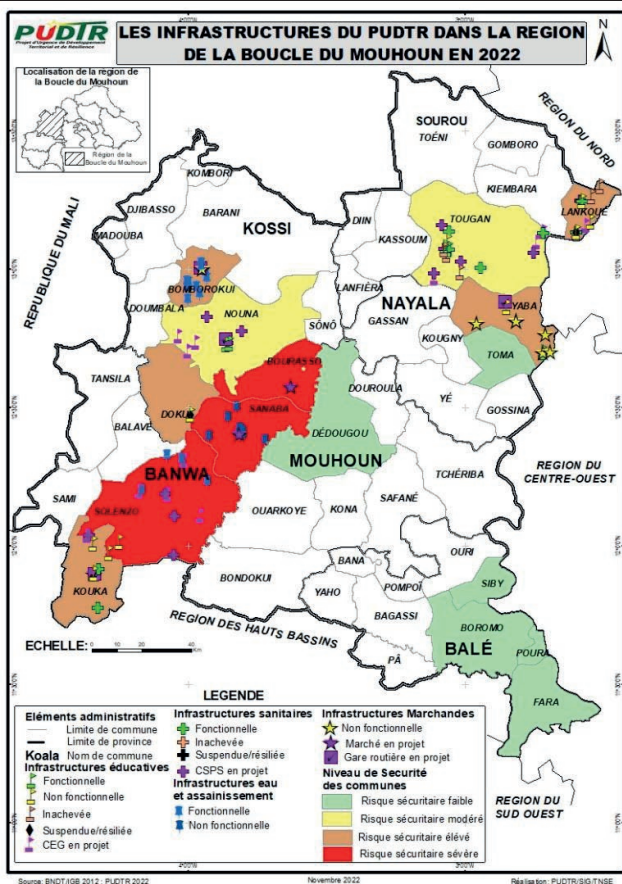 PUDTR
Projet d'Urgence de Développement
Territorial et de Résilience
LES INFRASTRUCTURES DU PUDTR DANS LA REGION
DE LA BOUCLE DU MOUHOUN EN 2022
N
Localisation de la région de
la Boucle du Mouhoun
Région de la
Boucle du Mouhoun
4°0'0"W
REGION DU NORD
SOUROU
TOÉNI
GOMBORO
KIEMBARA
LANKOUÉ
KOMBORI
DJIBASSO
BARANI
MADOUBA
KOSSI
DIIN
TOUGAN
KASSOUM
REPUBLIQUE DU MALI
BOMBOROKUI
LANFIÉRA
DOUMBALA
NOUNA
NAYALA
YABA
GASSAN
SÔNÔ
KOUGNY
TOMA
BOURASSO
TANSILA
DOKUI
SANABA
DOUROULA
YÉ
GOSSINA
BALAVE
DÉDOUGOU
BANWA
MOUHOUN
REGION DU
CENTRE-OUEST
TCHÉRIBA
SAMI
SOLENZO
OUARKOYE
KONA
SAFANÉ
KOUKA
BANA
OURI
BONDOKUI
YAHO
POMPOÏ
SIBY
BAGASSI
BOROMO
REGION DES HAUTS BASSINS
BALÉ
POURA
PÂ
FARA
ECHELLE:
REGION DU
SUD OUEST
LEGENDE
Eléments administratifs
Limite de commune
Limite de province
Koala Nom de commune
Infrastructures éducatives
Fonctionnelle
Non fonctionnelle
Inachevée
Suspendue/résiliée
CEG en projet
Infrastructures sanitaires
Fonctionnelle
Inachevée
Suspendue/résiliée
CSPS en projet
Infrastructures eau
et assainissement
Fonctionnelle
Non fonctionnelle
Infrastructures Marchandes
Non fonctionnelle
Marché en projet
Gare routière en projet
Niveau de Securité
des communes
Risque sécuritaire faible
Risque sécuritaire modéré
Risque sécuritaire élévé
Risque sécuritaire sévère
4°0'0"W
Source: BNDT/IGB 2012 ; PUDTR 2022
Novembre 2022
Réalisation : PUDTR/SIG/TNSE